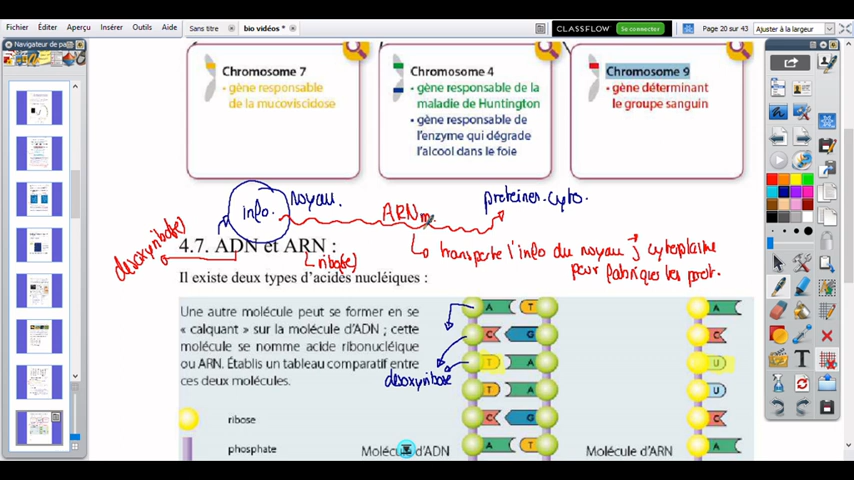 Fichier Édition Aperçu Insérer Outils Aide
Sans titre
bio vidéos *
CLASSFLOW
Se connecter
Page 20 sur 43
Ajuster à la largeur
Navigateur de pa
Chromosome 7
• gène responsable
de la mucoviscidose
Chromosome 4
• gène responsable de la
maladie de Huntington
• gène responsable de
l'enzyme qui dégrade
l'alcool dans le foie
Chromosome 9
• gène déterminant
le groupe sanguin
info.
noyau.
ARNm
protéines.cyto.
desoxyribose)
4.7. ADN et ARN :
ribose)
transporte l'info du noyau → cytoplasme
pour fabriquer les prot.
Il existe deux types d'acides nucléiques :
Une autre molécule peut se former en se
« calquant » sur la molécule d'ADN ; cette
molécule se nomme acide ribonucléique
ou ARN. Établis un tableau comparatif entre
ces deux molécules.
desoxyribose
ribose
phosphate
A T
C G
T A
T A
C G
A T
Molécule d'ADN
A
C
U
U
C
A
Molécule d'ARN